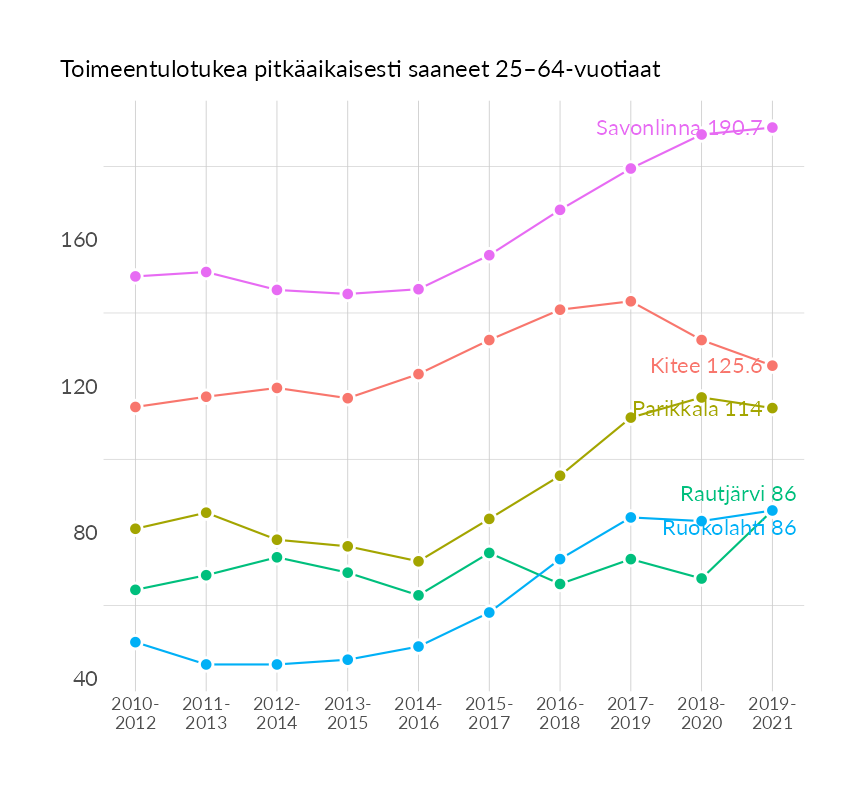 Toimeentulotukea pitkäaikaisesti saaneet 25–64-vuotiaat
Savonlinna 190.7
160
Kitee 125.6
120
Parikkala 114
Rautjärvi 86
80
Ruokolahti 86
40
2010- 2011- 2012- 2013- 2014- 2015- 2016- 2017- 2018- 2019-
2012 2013 2014 2015 2016 2017 2018 2019 2020 2021